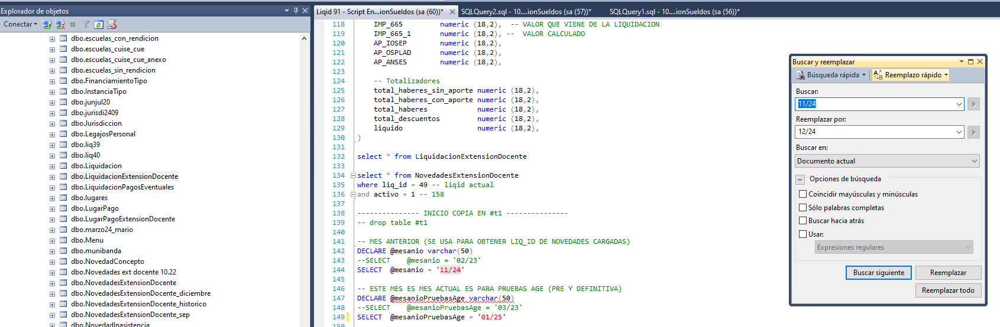 Explorador de objetos
Conectar
dbo.escuelas_con_rendicion
dbo.escuelas_cuise_cue
dbo.escuelas_cuise_cue_anexo
dbo.escuelas_sin_rendicion
dbo.FinanciamientoTipo
dbo.InstanciaTipo
dbo.junjul20
dbo.jurisdi2409
dbo.Jurisdiccion
dbo.LegajosPersonal
dbo.liq39
dbo.liq40
dbo.Liquidacion
dbo.LiquidacionExtensionDocente
dbo.LiquidacionPagosEventuales
dbo.lugares
dbo.LugarPago
dbo.LugarPagoExtensionDocente
dbo.marzo24_mario
dbo.Menu
dbo.munibanda
dbo.NovedadConcepto
dbo.Novedades ext docente 10.22
dbo.NovedadesExtensionDocente
dbo.NovedadesExtensionDocente_diciembre
dbo.NovedadesExtensionDocente_historico
dbo.NovedadesExtensionDocente_sep
dbo.NovedadInasistencia
Liqid 91 - Script En...ionSueldos (sa (60))* SQLQuery2.sql - 10....ionSueldos (sa (57))* SQLQuery1.sql - 10....ionSueldos (sa (56))*
118 IMP_665 numeric (18,2), -- VALOR QUE VIENE DE LA LIQUIDACION
119 IMP_665_1 numeric (18,2), -- VALOR CALCULADO
120 AP_IOSEP numeric (18,2),
121 AP_OSPLAD numeric (18,2),
122 AP_ANSES numeric (18,2),
123
124 -- Totalizadores
125 total_haberes_sin_aporte numeric (18,2),
126 total_haberes_con_aporte numeric (18,2),
127 total_haberes numeric (18,2),
128 total_descuentos numeric (18,2),
129 liquido numeric (18,2),
130 )
131
132 select * from LiquidacionExtensionDocente
133
134 select * from NovedadesExtensionDocente
135 where liq_id = 49 -- liqid actual
136 and activo = 1 -- 158
137
138 --------------- INICIO COPIA EN #t1 ---------------
139 -- drop table #t1
140
141 -- MES ANTERIOR (SE USA PARA OBTENER LIQ_ID DE NOVEDADES CARGADAS)
142 DECLARE @mesanio varchar(50)
143 --SELECT @mesanio = '02/23'
144 SELECT @mesanio = '11/24'
145
146 -- ESTE MES ES MES ACTUAL ES PARA PRUEBAS AGE (PRE Y DEFINITIVA)
147 DECLARE @mesanioPruebasAge varchar(50)
148 --SELECT @mesanioPruebasAge = '03/23'
149 SELECT @mesanioPruebasAge = '01/25'
150
Buscar y reemplazar
Búsqueda rápida Reemplazo rápido
Buscar:
11/24
Reemplazar por:
12/24
Buscar en:
Documento actual
Opciones de búsqueda
Coincidir mayúsculas y minúsculas
Sólo palabras completas
Buscar hacia atrás
Usar:
Expresiones regulares
Buscar siguiente Reemplazar
Reemplazar todo